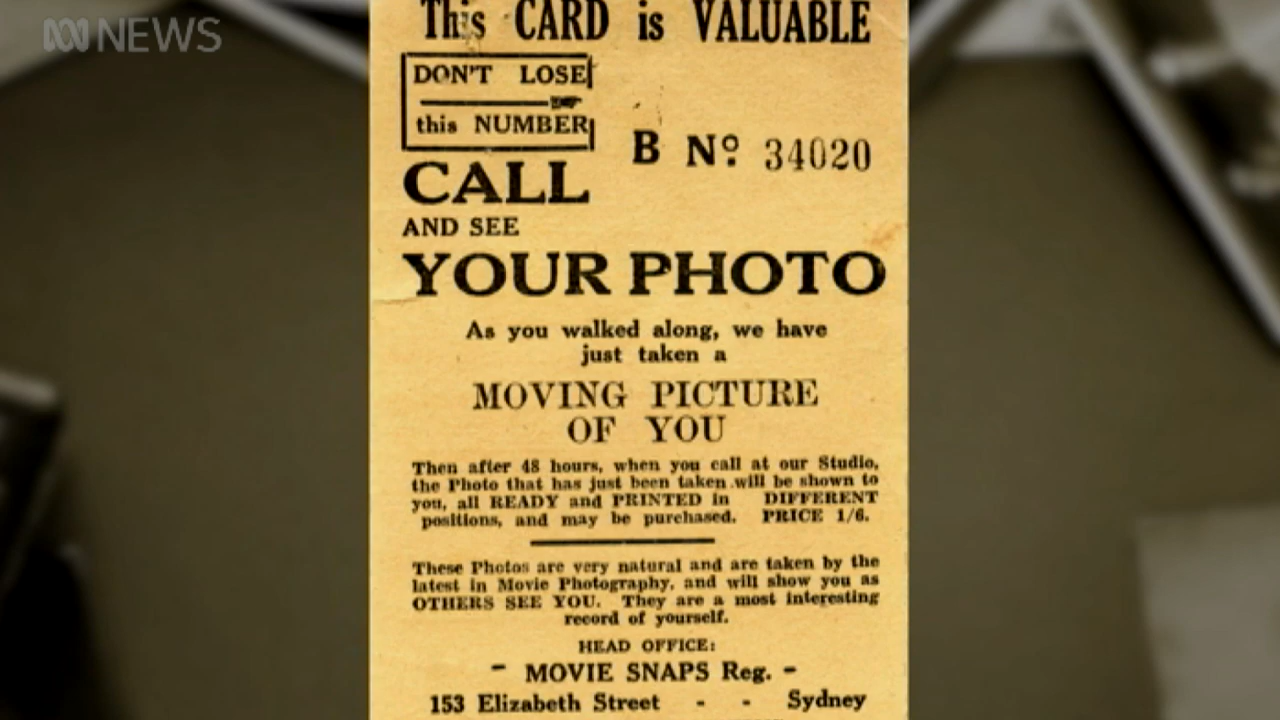 NEWS
This CARD is VALUABLE
DON'T LOSE
this NUMBER
B Nº 34020
CALL
AND SEE
YOUR PHOTO
As you walked along, we have
just taken a
MOVING PICTURE
OF YOU
Then after 48 hours, when you call at our Studio,
the Photo that has just been taken will be shown to
you, all READY and PRINTED in DIFFERENT
positions, and may be purchased. PRICE 1/6.
These Photos are very natural and are taken by the
latest in Movie Photography, and will show you as
OTHERS SEE YOU. They are a most interesting
record of yourself.
HEAD OFFICE:
- MOVIE SNAPS Reg. -
153 Elizabeth Street - - Sydney